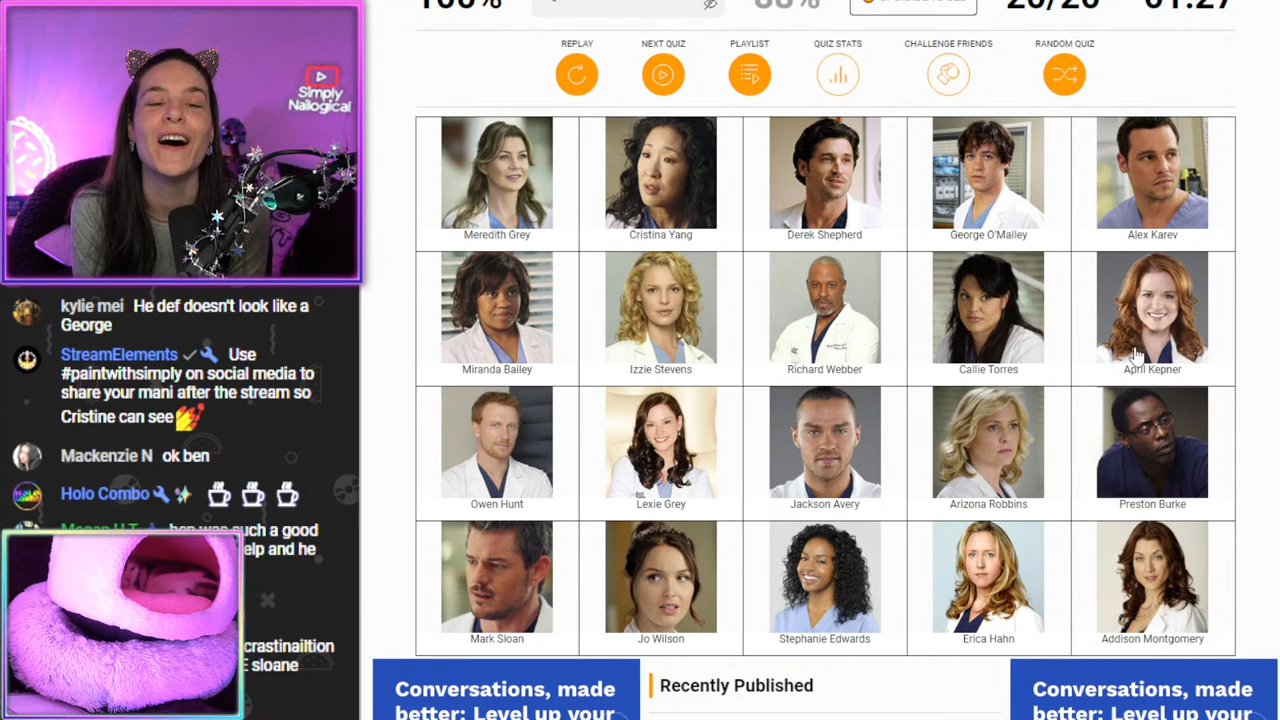 100%
88%
26/26
01:27
REPLAY NEXT QUIZ PLAYLIST QUIZ STATS CHALLENGE FRIENDS RANDOM QUIZ
Simply
Nailogical
Meredith Grey Cristina Yang Derek Shepherd George O'Malley Alex Karev
Miranda Bailey Izzie Stevens Richard Webber Callie Torres April Kepner
Owen Hunt Lexie Grey Jackson Avery Arizona Robbins Preston Burke
Mark Sloan Jo Wilson Stephanie Edwards Erica Hahn Addison Montgomery
kylie mei He def doesn't look like a
George
StreamElements Use
#paintwithsimply on social media to
share your mani after the stream so
Cristine can see
Mackenzie N ok ben
Holo Combo
was such a good
and he
sloane
Conversations, made
better: Level up your
Recently Published
Conversations, made
better: Level up your